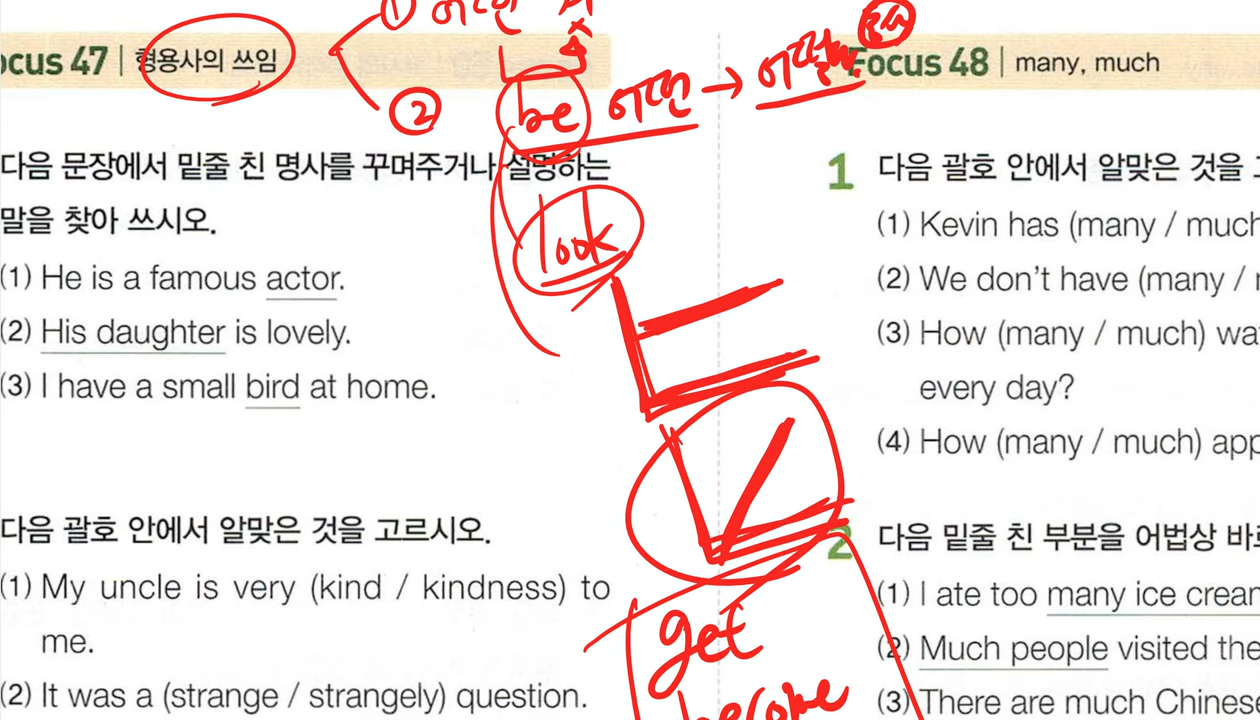 ocus 47 | 형용사의 쓰임
① 어떤
② be 어떤 → 어떻다
look
get
become
다음 문장에서 밑줄 친 명사를 꾸며주거나 설명하는
말을 찾아 쓰시오.
(1) He is a famous actor.
(2) His daughter is lovely.
(3) I have a small bird at home.
다음 괄호 안에서 알맞은 것을 고르시오.
(1) My uncle is very (kind / kindness) to
me.
(2) It was a (strange / strangely) question.
Focus 48 | many, much
1 다음 괄호 안에서 알맞은 것을
(1) Kevin has (many / much
(2) We don't have (many /
(3) How (many / much) wa
every day?
(4) How (many / much) app
2 다음 밑줄 친 부분을 어법상 바
(1) I ate too many ice crear
(2) Much people visited the
(3) There are much Chines